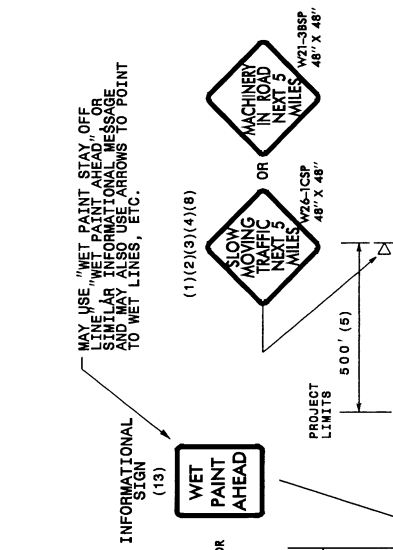 MAY USE "WET PAINT STAY OFF
LINE", "WET PAINT AHEAD", OR
SIMILAR INFORMATIONAL MESSAGE
AND MAY ALSO USE ARROWS TO POINT
TO WET LINES, ETC.
INFORMATIONAL
SIGN
(13)
WET
PAINT
AHEAD
OR
(1)(2)(3)(4)(8)
SLOW
MOVING
TRAFFIC
NEXT 5
MILES
W26-1CSP
48" X 48"
OR
MACHINERY
IN ROAD
NEXT 5
MILES
W21-3BSP
48" X 48"
PROJECT
LIMITS
500' (5)